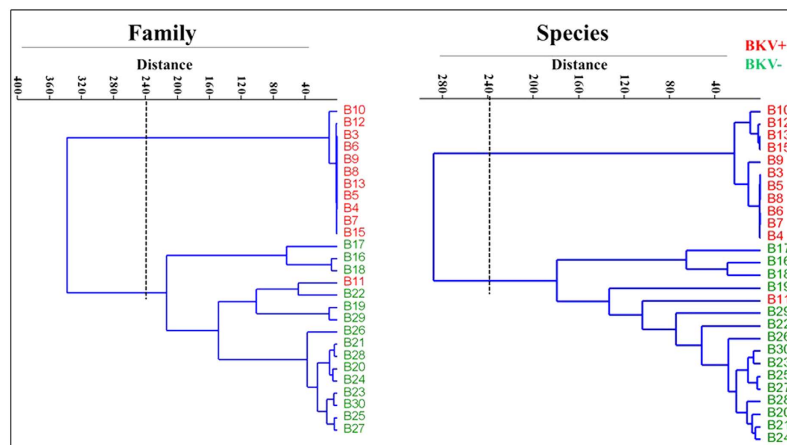 Family
Distance
400 360 320 280 240 200 160 120 80 40
B10
B12
B3
B6
B9
B8
B13
B5
B4
B7
B15
B17
B16
B18
B11
B22
B19
B29
B26
B21
B28
B20
B24
B23
B30
B25
B27
Species
Distance
280 240 200 160 120 80 40
BKV+
BKV-
B10
B12
B13
B15
B9
B3
B5
B8
B6
B7
B4
B17
B16
B18
B19
B11
B29
B22
B26
B30
B23
B25
B27
B28
B20
B21
B24